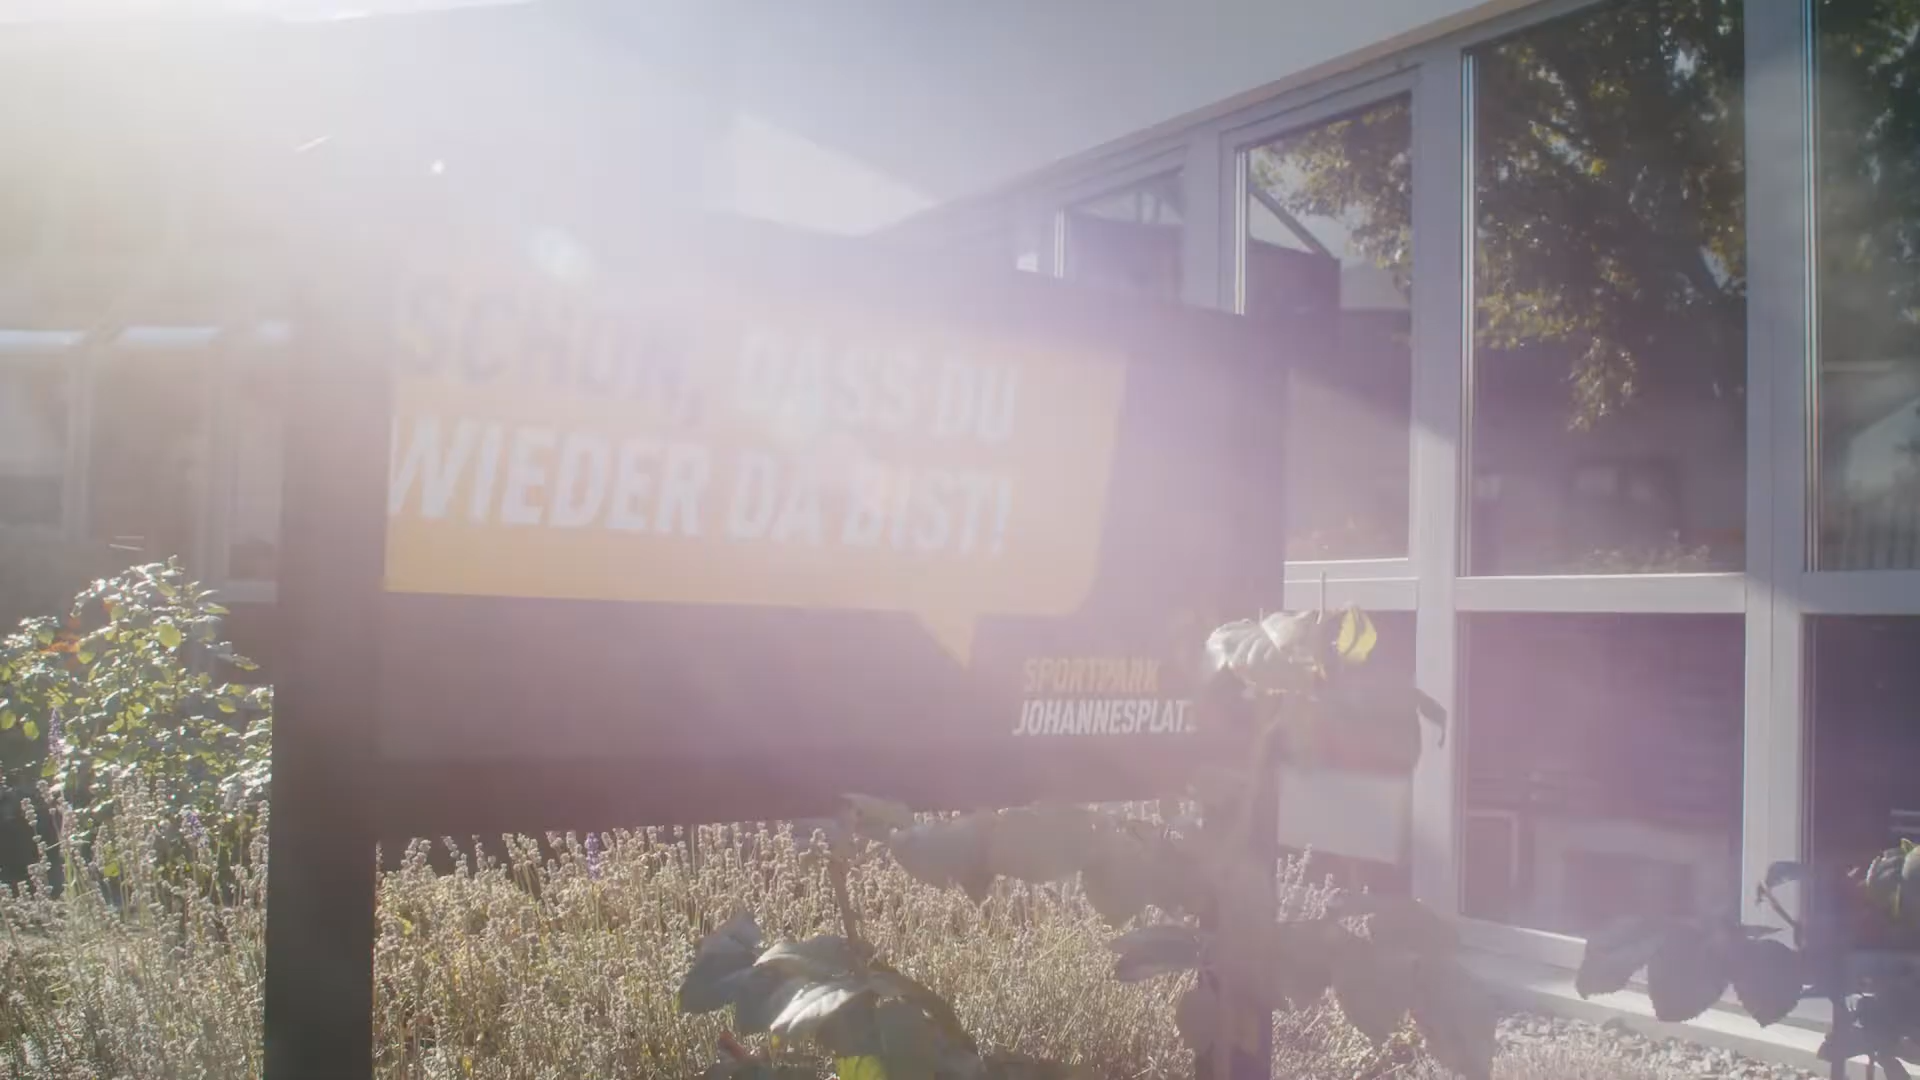 SCHÖN, DASS DU
WIEDER DA BIST!
SPORTPARK
JOHANNESPLATZ